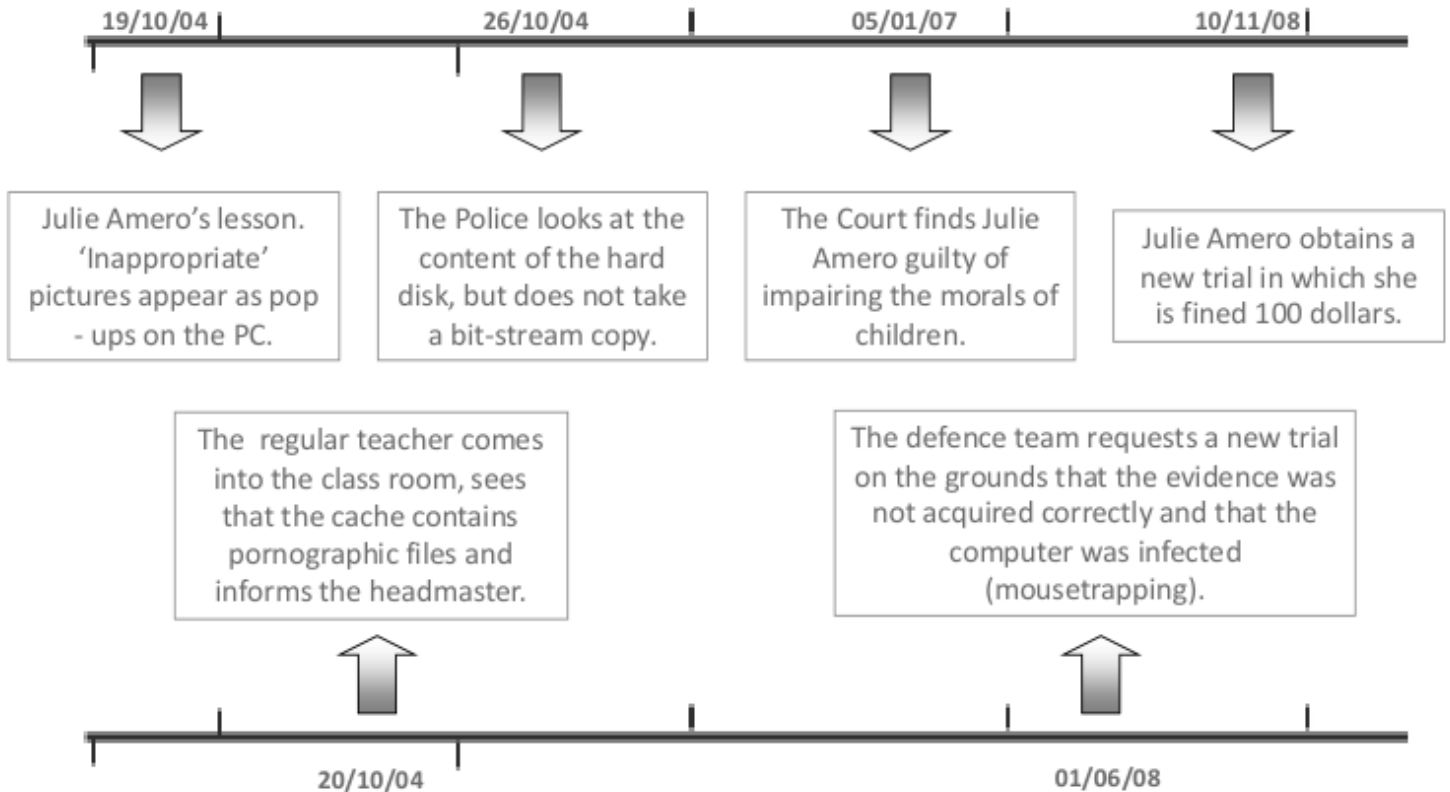 19/10/04
26/10/04
05/01/07
10/11/08
Julie Amero’s lesson.
‘Inappropriate’
pictures appear as pop
- ups on the PC.
The Police looks at the
content of the hard
disk, but does not take
a bit-stream copy.
The Court finds Julie
Amero guilty of
impairing the morals of
children.
Julie Amero obtains a
new trial in which she
is fined 100 dollars.
The regular teacher comes
into the class room, sees
that the cache contains
pornographic files and
informs the headmaster.
The defence team requests a new trial
on the grounds that the evidence was
not acquired correctly and that the
computer was infected
(mousetrapping).
20/10/04
01/06/08